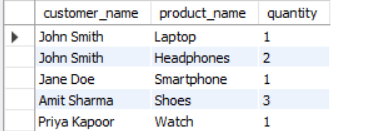 customer_name product_name quantity
John Smith Laptop 1
John Smith Headphones 2
Jane Doe Smartphone 1
Amit Sharma Shoes 3
Priya Kapoor Watch 1